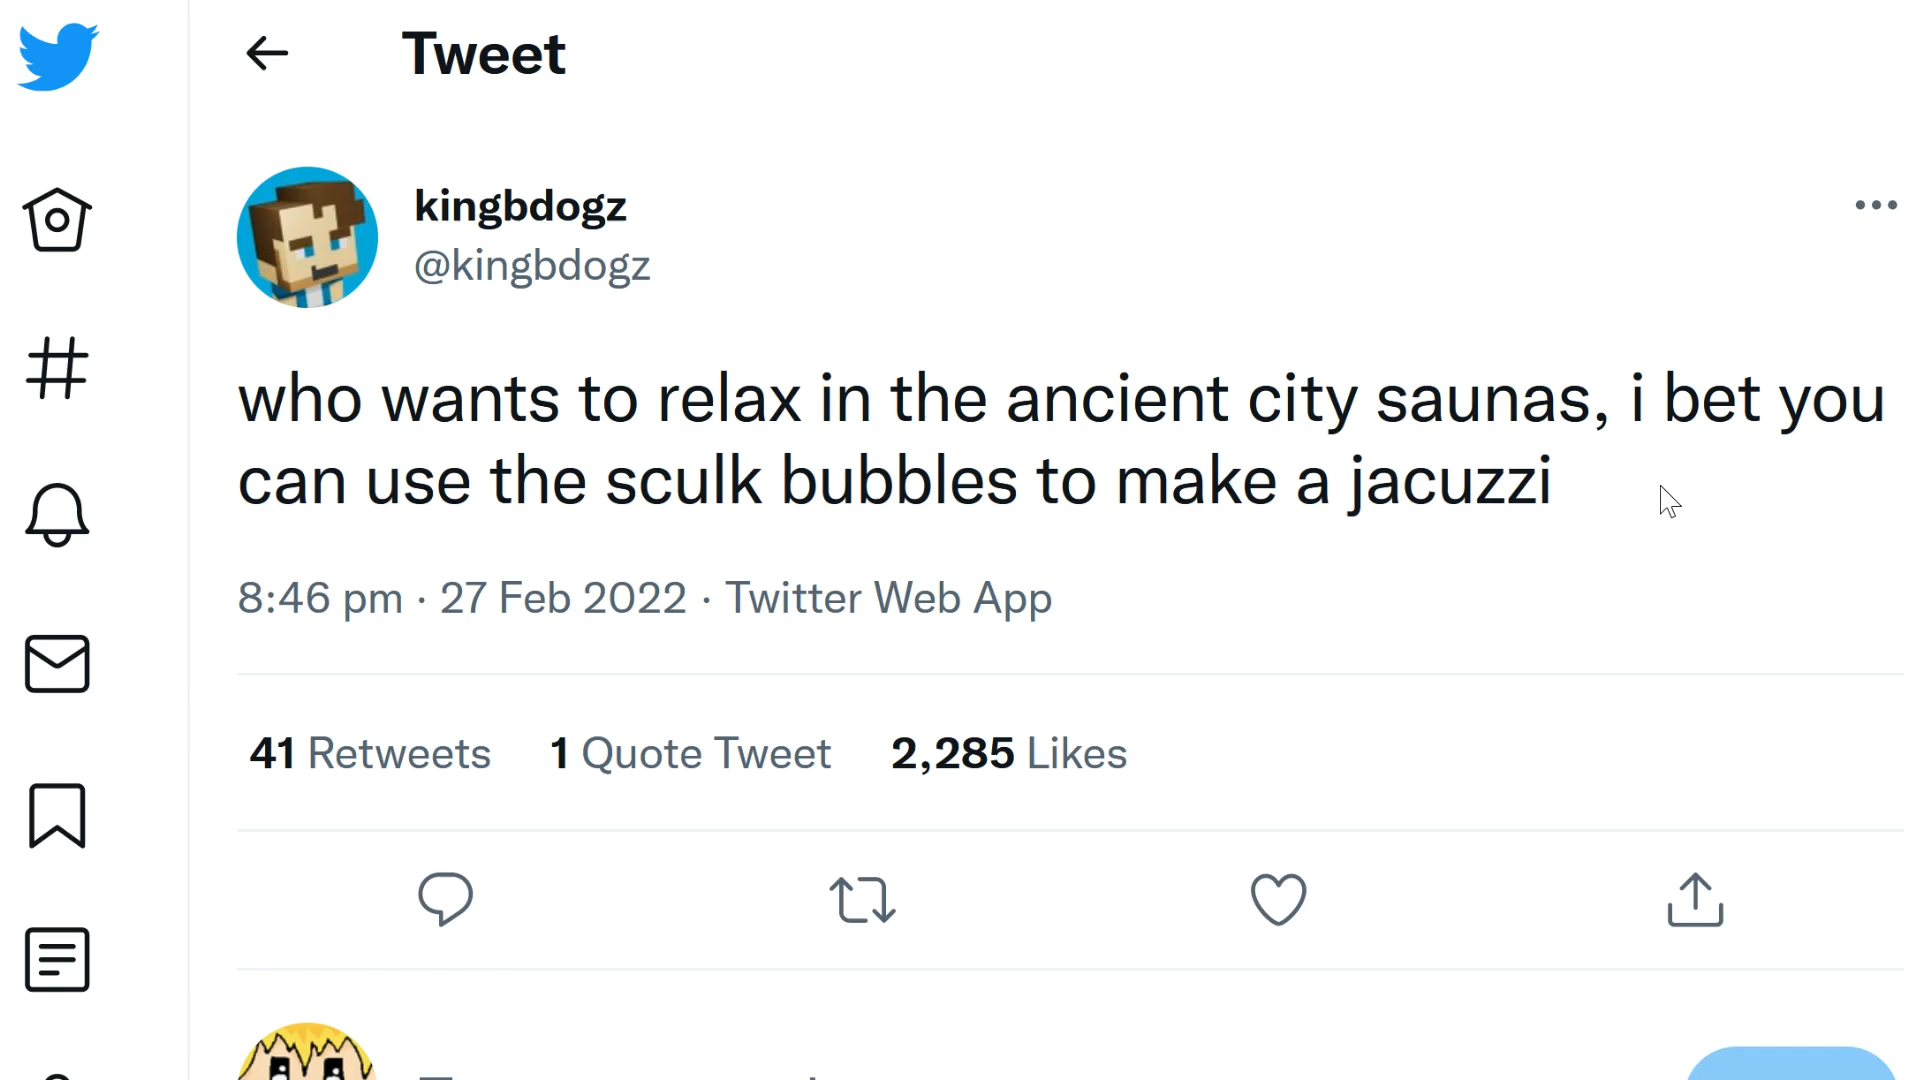 Tweet
kingbdogz
@kingbdogz
who wants to relax in the ancient city saunas, i bet you
can use the sculk bubbles to make a jacuzzi
8:46 pm · 27 Feb 2022 · Twitter Web App
41 Retweets 1 Quote Tweet 2,285 Likes